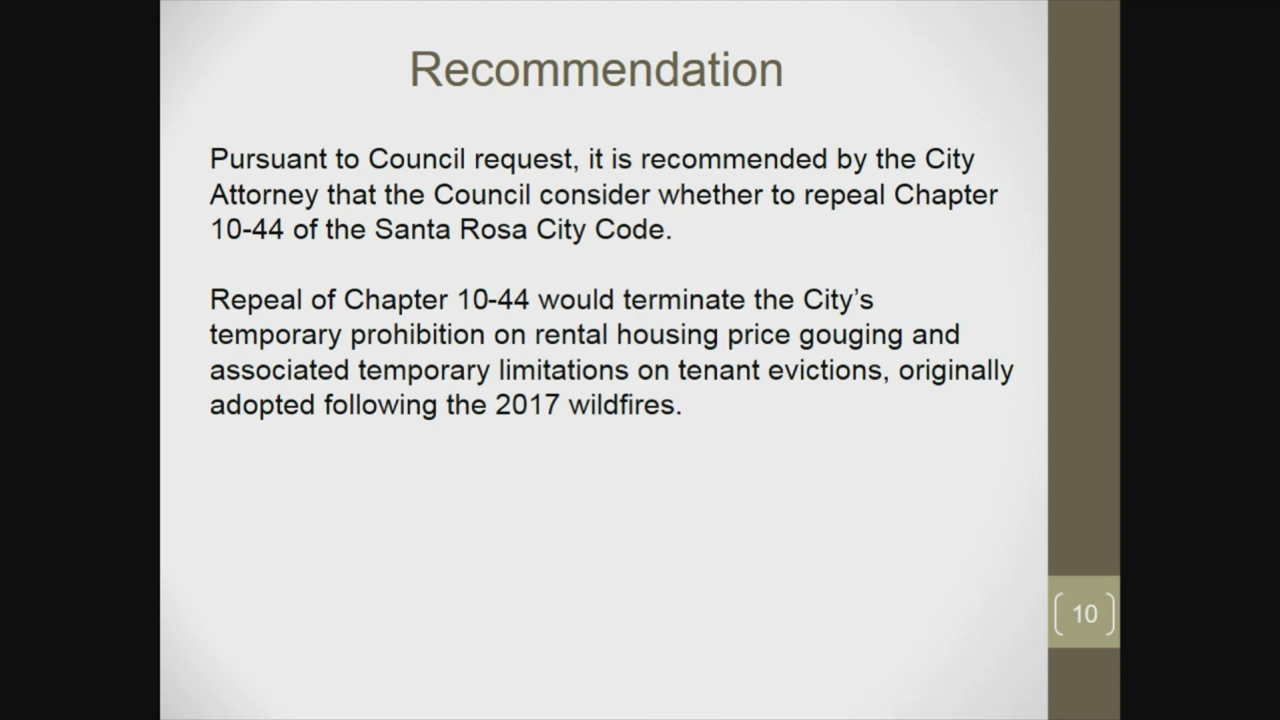 Recommendation
Pursuant to Council request, it is recommended by the City
Attorney that the Council consider whether to repeal Chapter
10-44 of the Santa Rosa City Code.
Repeal of Chapter 10-44 would terminate the City’s
temporary prohibition on rental housing price gouging and
associated temporary limitations on tenant evictions, originally
adopted following the 2017 wildfires.
10